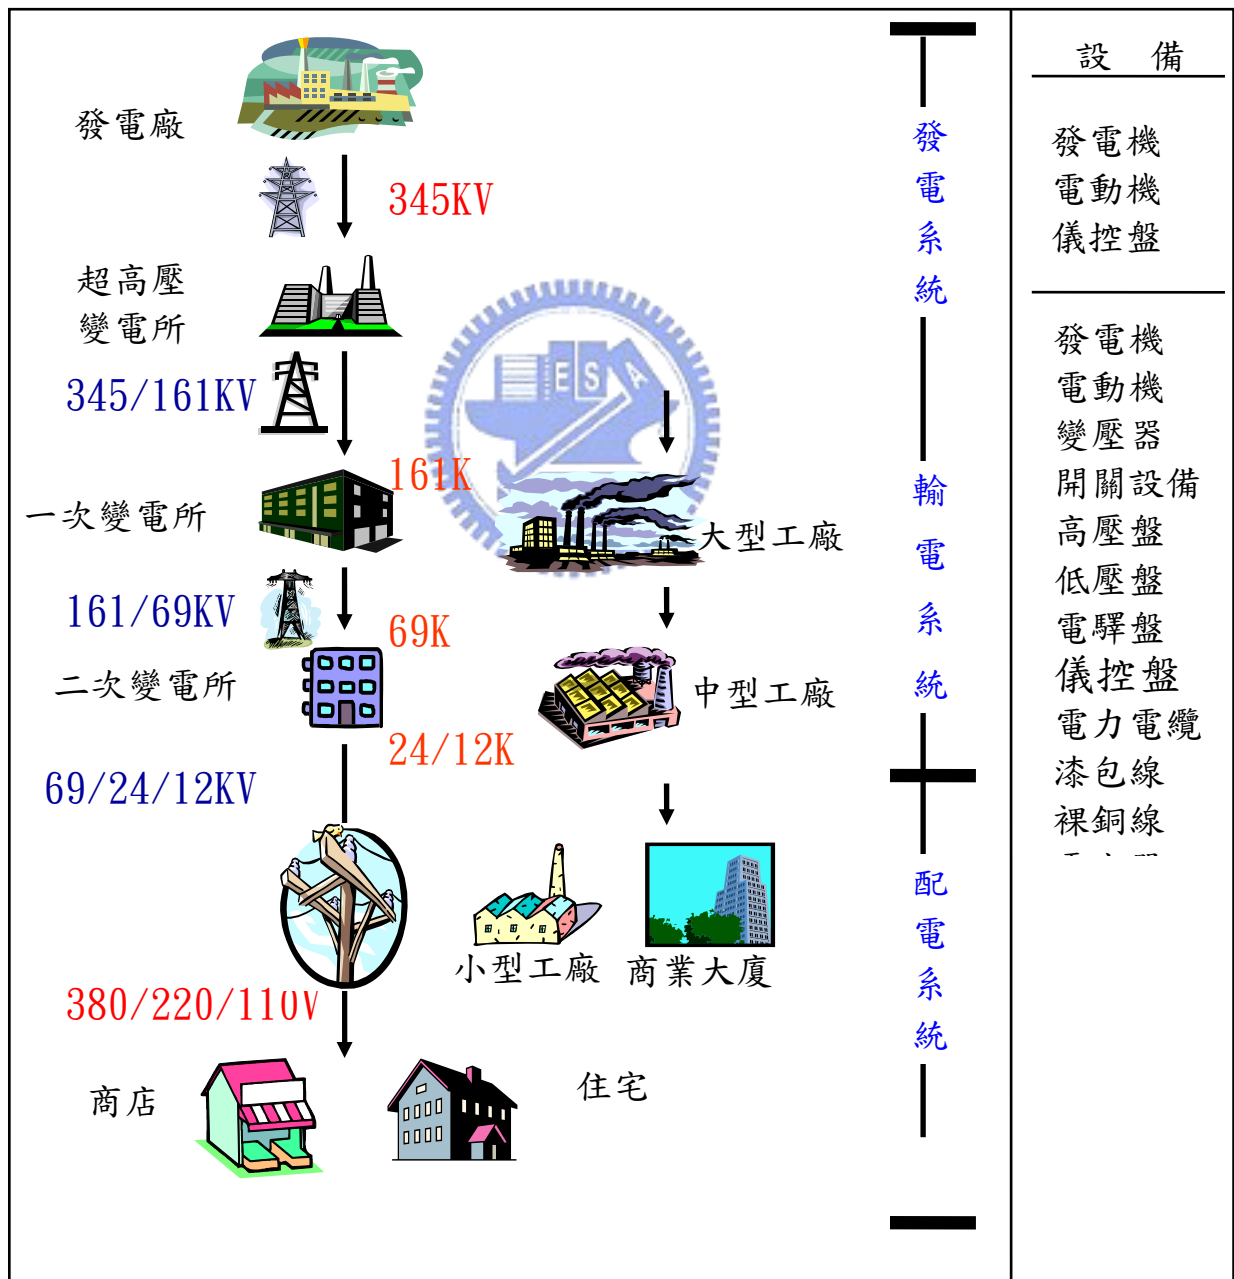 發電廠
345KV
超高壓
變電所
345/161KV
161K
一次變電所
大型工廠
161/69KV
69K
二次變電所
中型工廠
24/12K
69/24/12KV
小型工廠
商業大廈
380/220/110V
商店
住宅
ES A
發
電
系
統
輸
電
系
統
配
電
系
統
設 備
發電機
電動機
儀控盤
發電機
電動機
變壓器
開關設備
高壓盤
低壓盤
電驛盤
儀控盤
電力電纜
漆包線
裸銅線